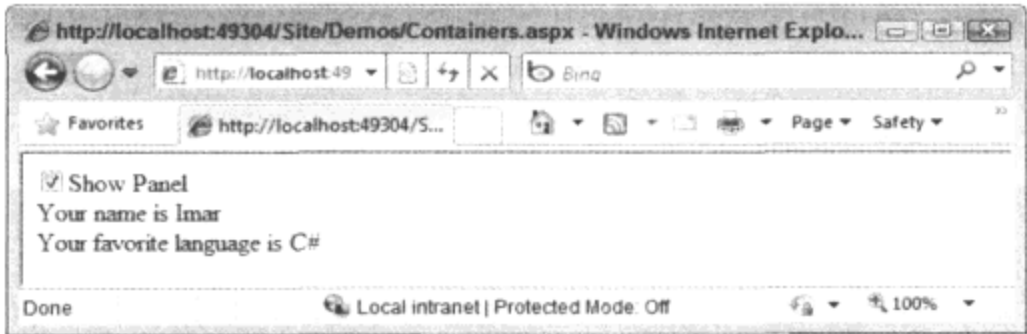 http://localhost:49304/Site/Demos/Containers.aspx - Windows Internet Explo...
http://localhost:49 Bing
Favorites http://localhost:49304/S... Page Safety
Show Panel
Your name is Imar
Your favorite language is C#
Done Local intranet | Protected Mode: Off 100%